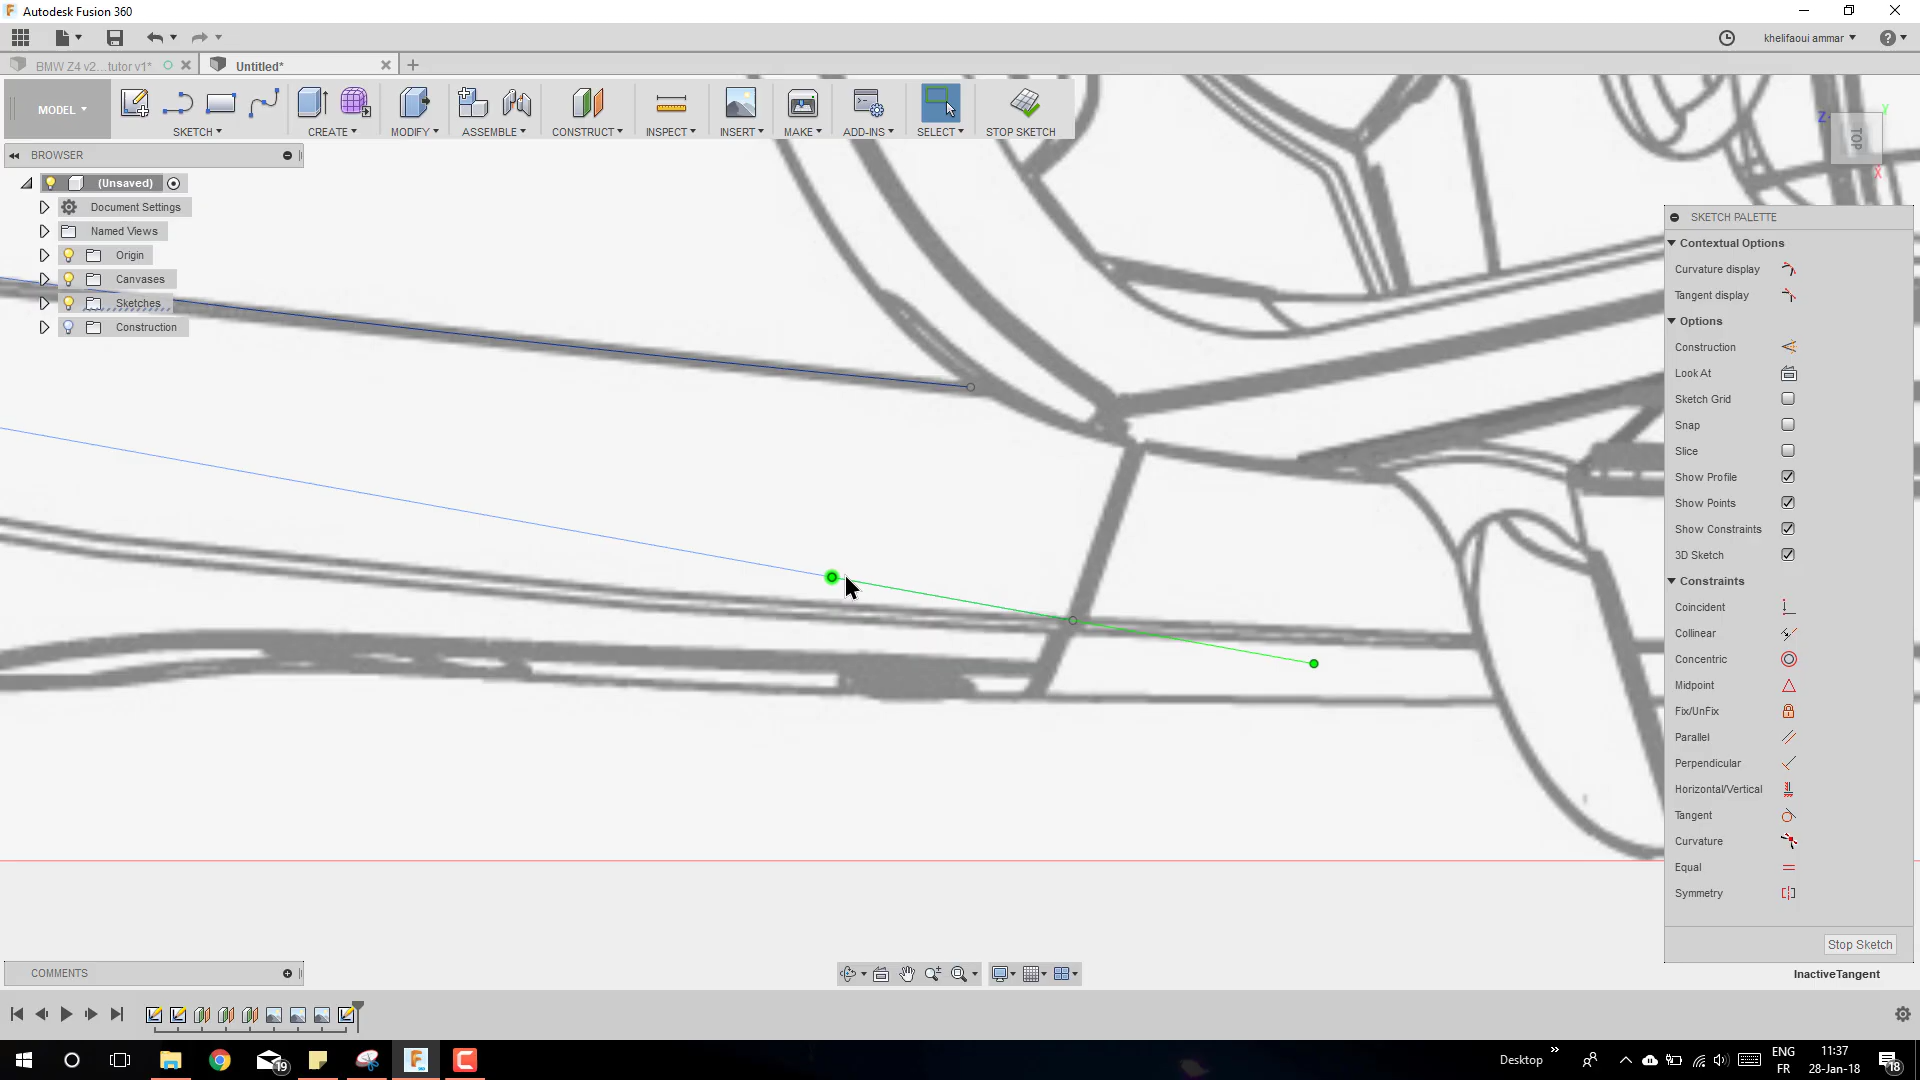 Autodesk Fusion 360
khelifaoui ammar
BMW Z4 v2...tutor v1*
Untitled*
MODEL
SKETCH
CREATE
MODIFY
ASSEMBLE
CONSTRUCT
INSPECT
INSERT
MAKE
ADD-INS
SELECT
STOP SKETCH
BROWSER
(Unsaved)
Document Settings
Named Views
Origin
Canvases
Sketches
Construction
Z
Y
TOP
X
SKETCH PALETTE
Contextual Options
Curvature display
Tangent display
Options
Construction
Look At
Sketch Grid
Snap
Slice
Show Profile
Show Points
Show Constraints
3D Sketch
Constraints
Coincident
Collinear
Concentric
Midpoint
Fix/UnFix
Parallel
Perpendicular
Horizontal/Vertical
Tangent
Curvature
Equal
Symmetry
Stop Sketch
COMMENTS
InactiveTangent
19
Desktop
ENG
FR
11:37
28-Jan-18
18